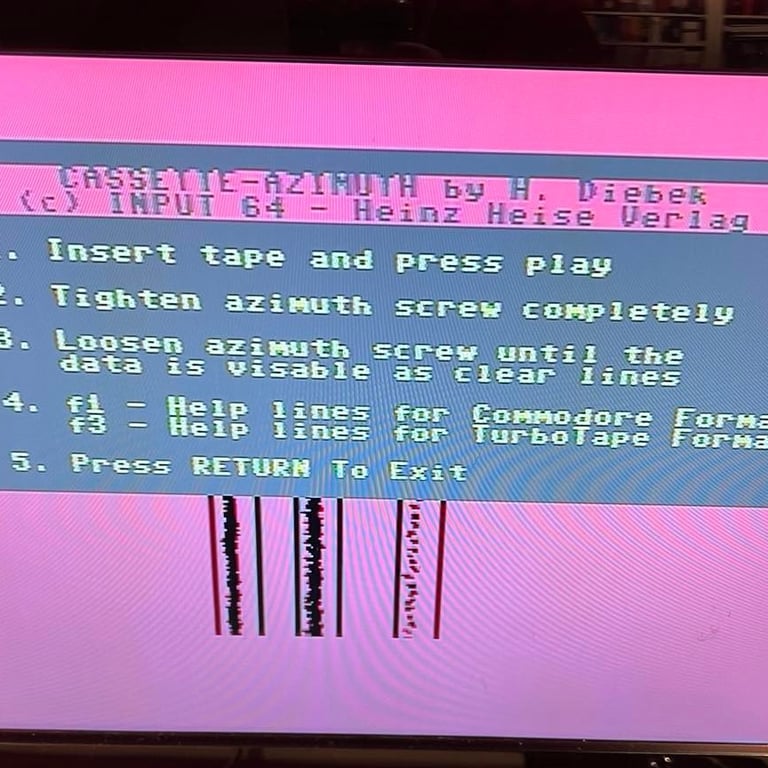 CASSETTE-AZIMUTH by H. Diebek
(c) INPUT 64 - Heinz Heise Verlag
. Insert tape and press play
2. Tighten azimuth screw completely
3. Loosen azimuth screw until the
data is visable as clear lines
4. f1 - Help lines for Commodore Forma
f3 - Help lines for TurboTape Forma
5. Press RETURN To Exit